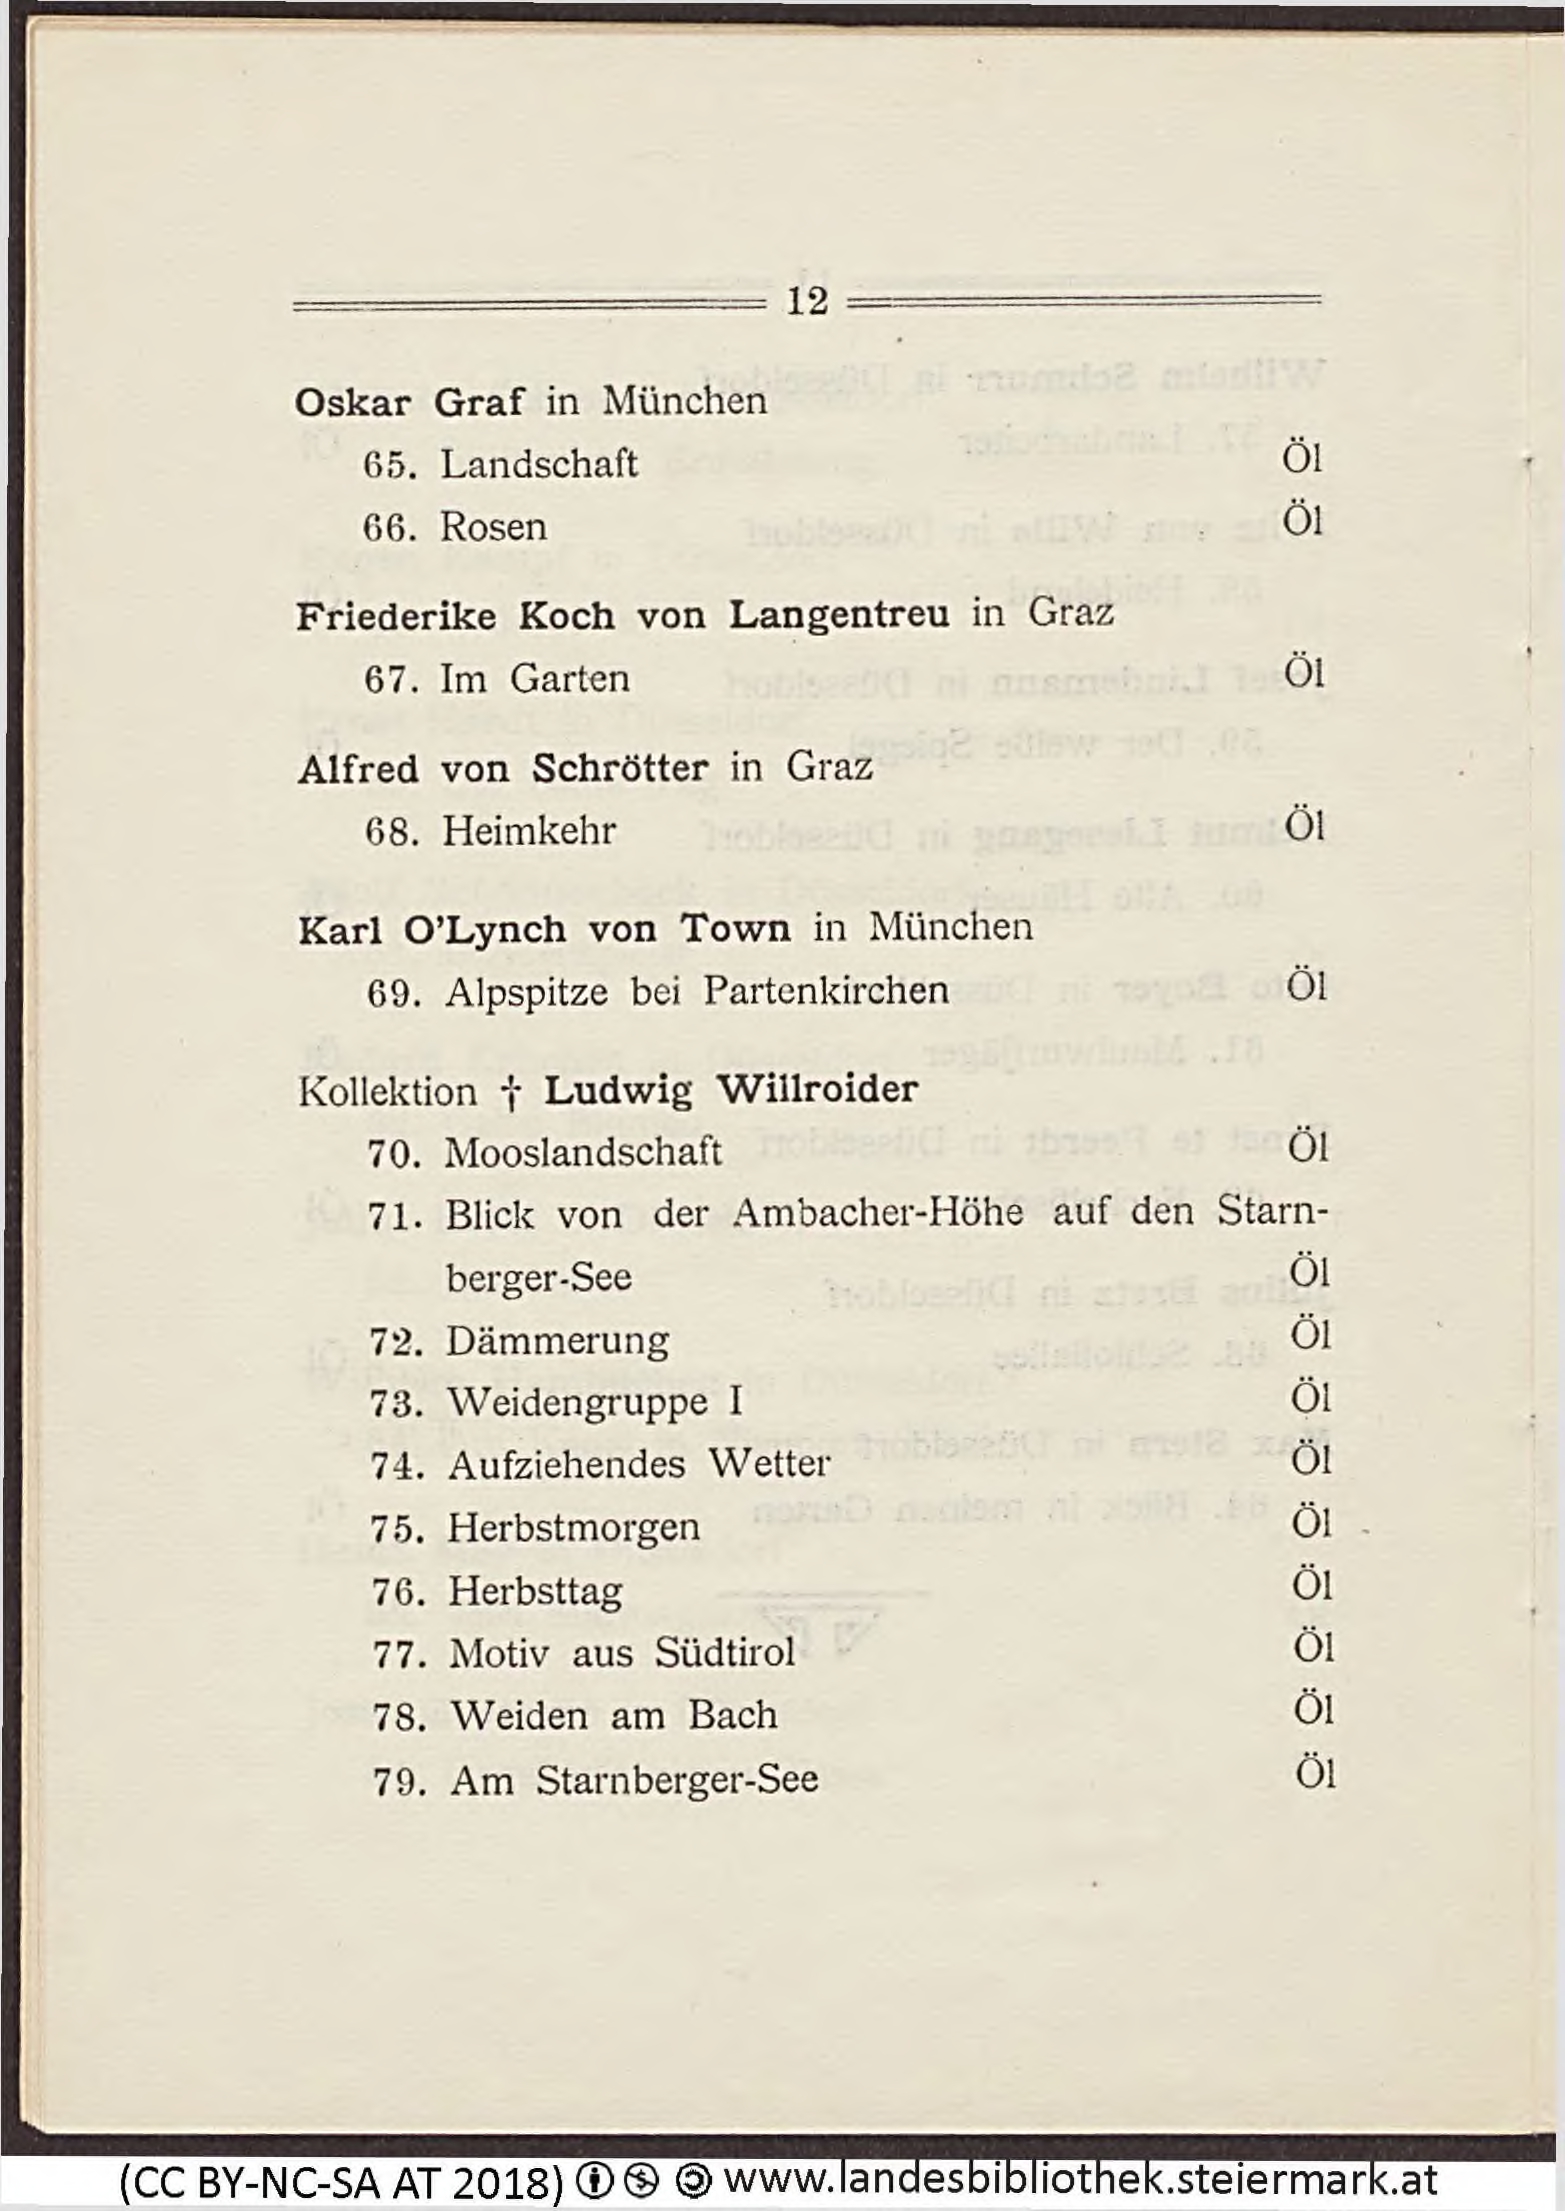 12
Oskar Graf in München
65. Landschaft Öl
66. Rosen Öl
Friederike Koch von Langentreu in Graz
67. Im Garten Öl
Alfred von Schrötter in Graz
68. Heimkehr Öl
Karl O’Lynch von Town in München
69. Alpspitze bei Partenkirchen Öl
Kollektion † Ludwig Willroider
70. Mooslandschaft Öl
71. Blick von der Ambacher-Höhe auf den Starn-
berger-See Öl
72. Dämmerung Öl
73. Weidengruppe I Öl
74. Aufziehendes Wetter Öl
75. Herbstmorgen Öl
76. Herbsttag Öl
77. Motiv aus Südtirol Öl
78. Weiden am Bach Öl
79. Am Starnberger-See Öl
(CC BY-NC-SA AT 2018) www.landesbibliothek.steiermark.at